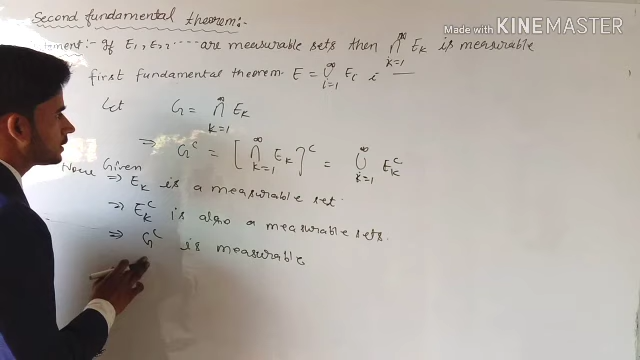 Made with KINEMASTER
Second fundamental theorem:-
Statement:- If E₁, E₂, ..... are measurable sets then ∩_{k=1}^∞ E_k is measurable
first fundamental theorem. E = ∪_{i=1}^∞ E_i i —
Let G = ∩_{k=1}^∞ E_k
⇒ G^c = [∩_{k=1}^∞ E_k]^c = ∪_{k=1}^∞ E_k^c
Now Given
⇒ E_k is a measurable set.
⇒ E_k^c is also a measurable sets.
⇒ G^c is measurable